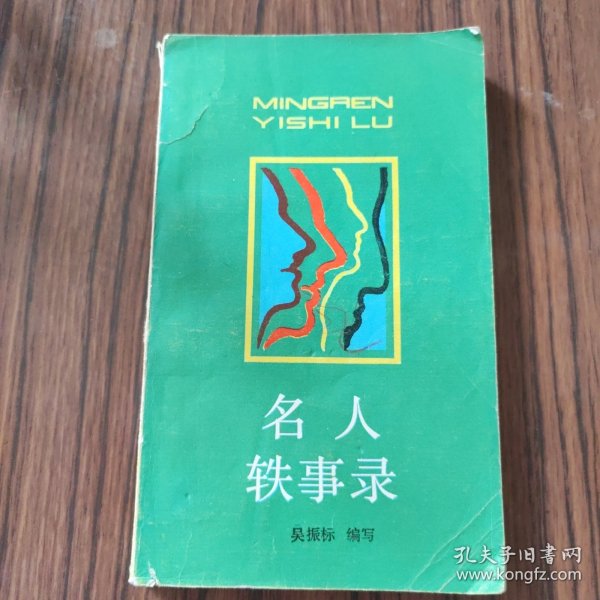 MINGREN
YISHI LU
名人
轶事录
吴振标 编写
孔夫子旧书网
www.kongfz.com